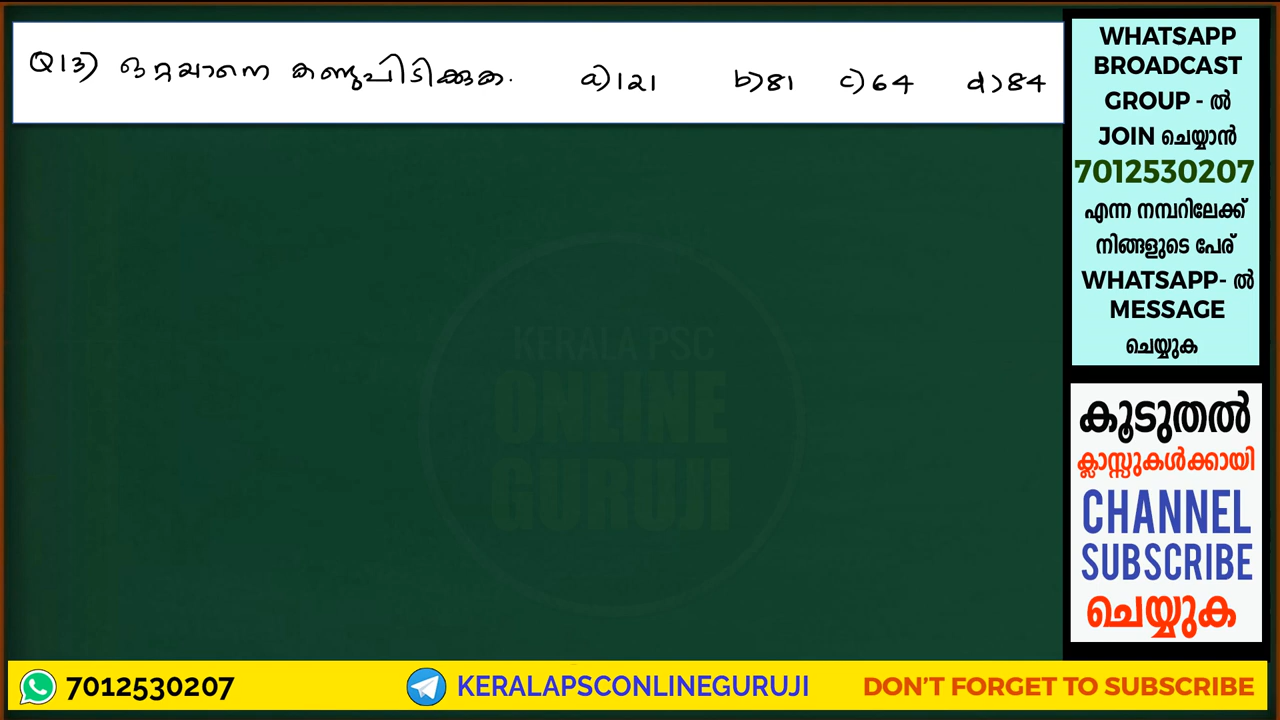 Q13) ഒറ്റയാനെ കണ്ടുപിടിക്കുക. a) 121 b) 81 c) 64 d) 84
WHATSAPP
BROADCAST
GROUP - ൽ
JOIN ചെയ്യാൻ
7012530207
എന്ന നമ്പറിലേക്ക്
നിങ്ങളുടെ പേര്
WHATSAPP- ൽ
MESSAGE
ചെയ്യുക
കൂടുതൽ
ക്ലാസ്സുകൾക്കായി
CHANNEL
SUBSCRIBE
ചെയ്യുക
KERALA PSC
ONLINE
GURUJI
7012530207 KERALAPSCONLINEGURUJI DON'T FORGET TO SUBSCRIBE